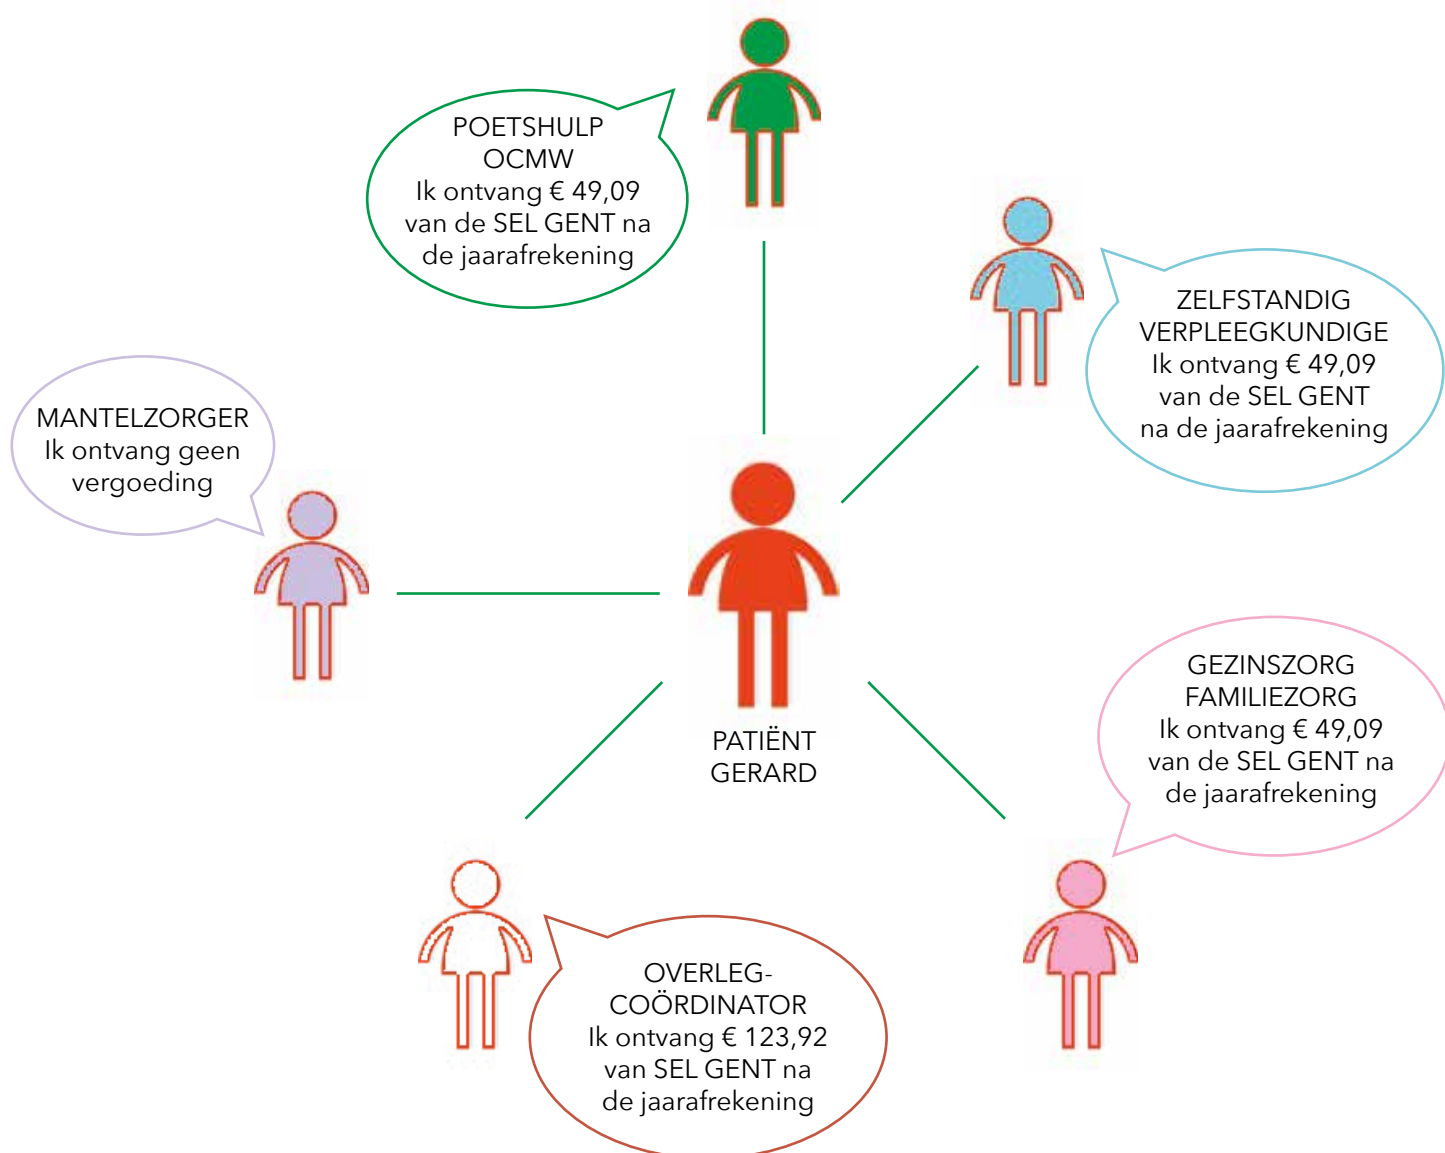 POETSHULP
OCMW
Ik ontvang € 49,09
van de SEL GENT na
de jaarafrekening
ZELFSTANDIG
VERPLEEGKUNDIGE
Ik ontvang € 49,09
van de SEL GENT
na de jaarafrekening
MANTELZORGER
Ik ontvang geen
vergoeding
PATIËNT
GERARD
GEZINSZORG
FAMILIEZORG
Ik ontvang € 49,09
van de SEL GENT na
de jaarafrekening
OVERLEG-
COÖRDINATOR
Ik ontvang € 123,92
van SEL GENT na
de jaarafrekening